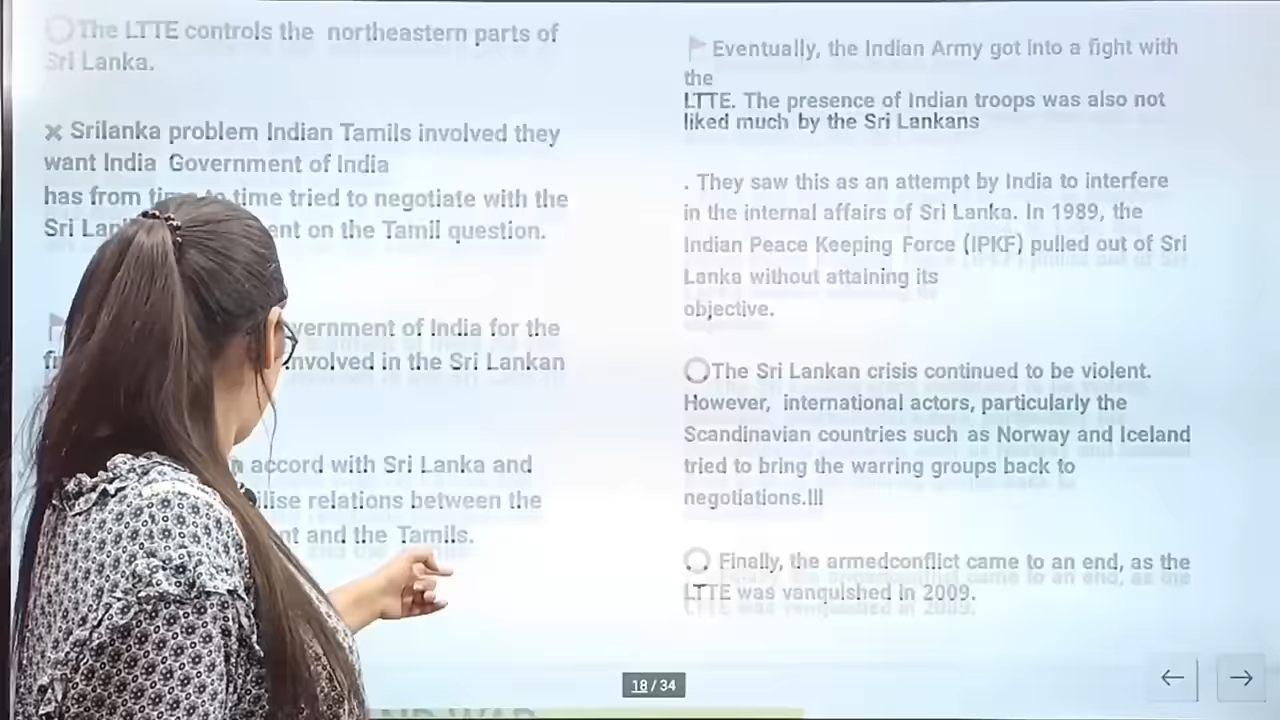 The LTTE controls the northeastern parts of
Sri Lanka.
Srilanka problem Indian Tamils involved they
want India Government of India
has from time to time tried to negotiate with the
Sri ent on the Tamil question.
vernment of India for the
nvolved in the Sri Lankan
accord with Sri Lanka and
ilise relations between the
nt and the Tamils.
Eventually, the Indian Army got into a fight with
the
LTTE. The presence of Indian troops was also not
liked much by the Sri Lankans
. They saw this as an attempt by India to interfere
in the internal affairs of Sri Lanka. In 1989, the
Indian Peace Keeping Force (IPKF) pulled out of Sri
Lanka without attaining its
objective.
The Sri Lankan crisis continued to be violent.
However, international actors, particularly the
Scandinavian countries such as Norway and Iceland
tried to bring the warring groups back to
negotiations.III
Finally, the armedconflict came to an end, as the
LTTE was vanquished in 2009.
18 / 34